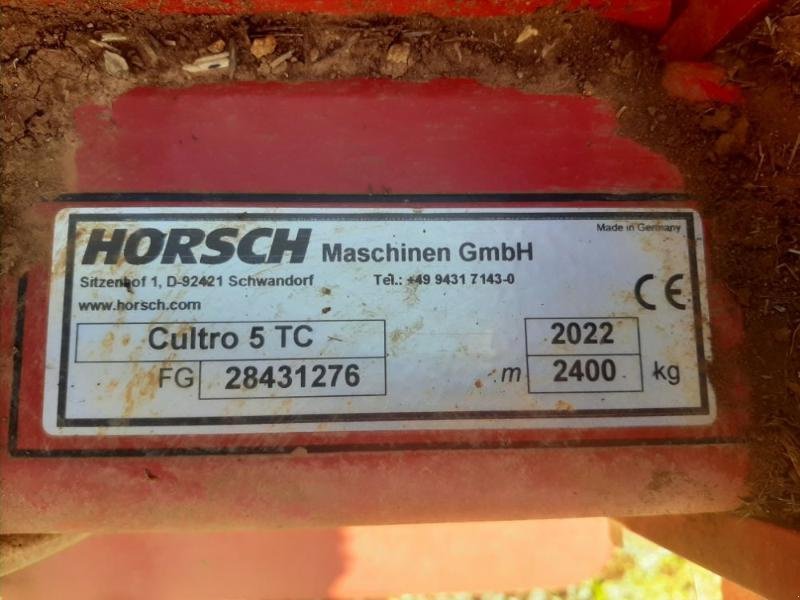 HORSCH Maschinen GmbH
Made in Germany
Sitzenhof 1, D-92421 Schwandorf Tel.: +49 9431 7143-0
www.horsch.com
CE
Cultro 5 TC 2022
FG 28431276 m 2400 kg